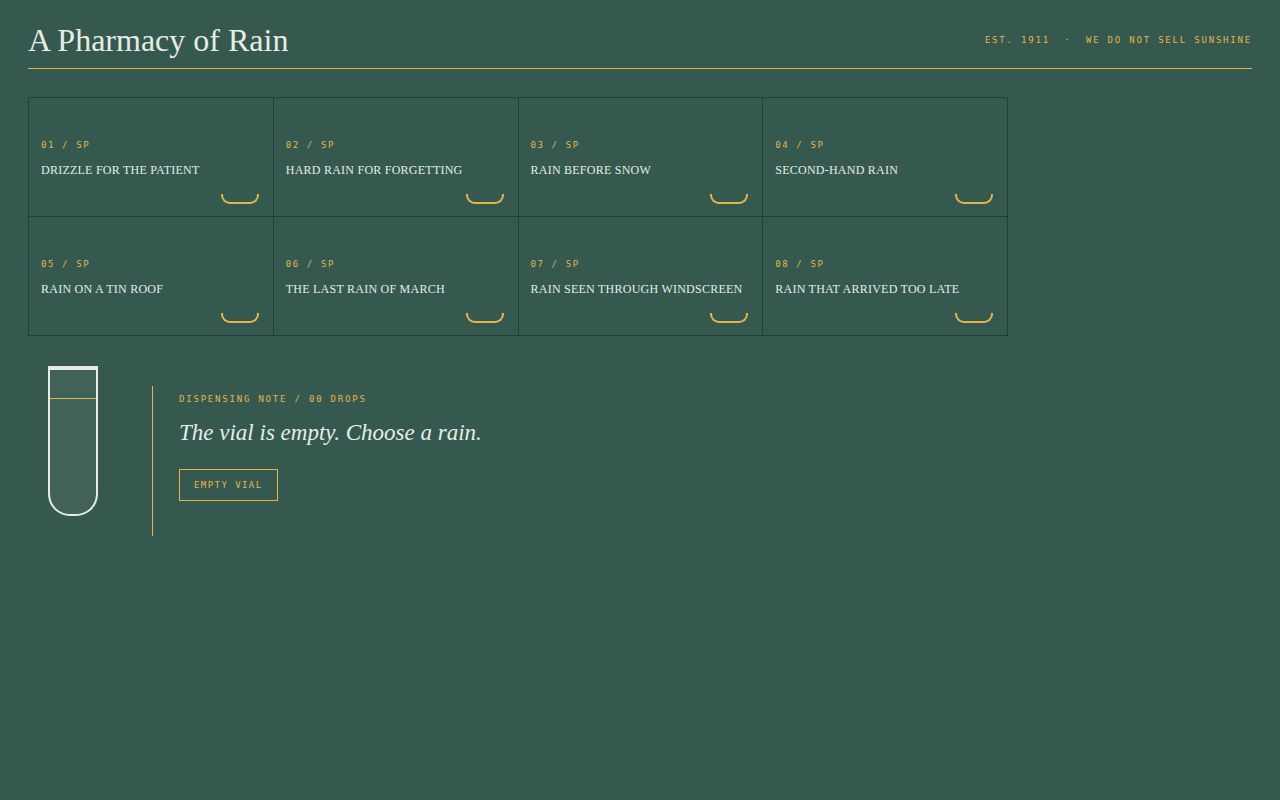 A Pharmacy of Rain
EST. 1911 · WE DO NOT SELL SUNSHINE
01 / SP
DRIZZLE FOR THE PATIENT
02 / SP
HARD RAIN FOR FORGETTING
03 / SP
RAIN BEFORE SNOW
04 / SP
SECOND-HAND RAIN
05 / SP
RAIN ON A TIN ROOF
06 / SP
THE LAST RAIN OF MARCH
07 / SP
RAIN SEEN THROUGH WINDSCREEN
08 / SP
RAIN THAT ARRIVED TOO LATE
DISPENSING NOTE / 00 DROPS
The vial is empty. Choose a rain.
EMPTY VIAL